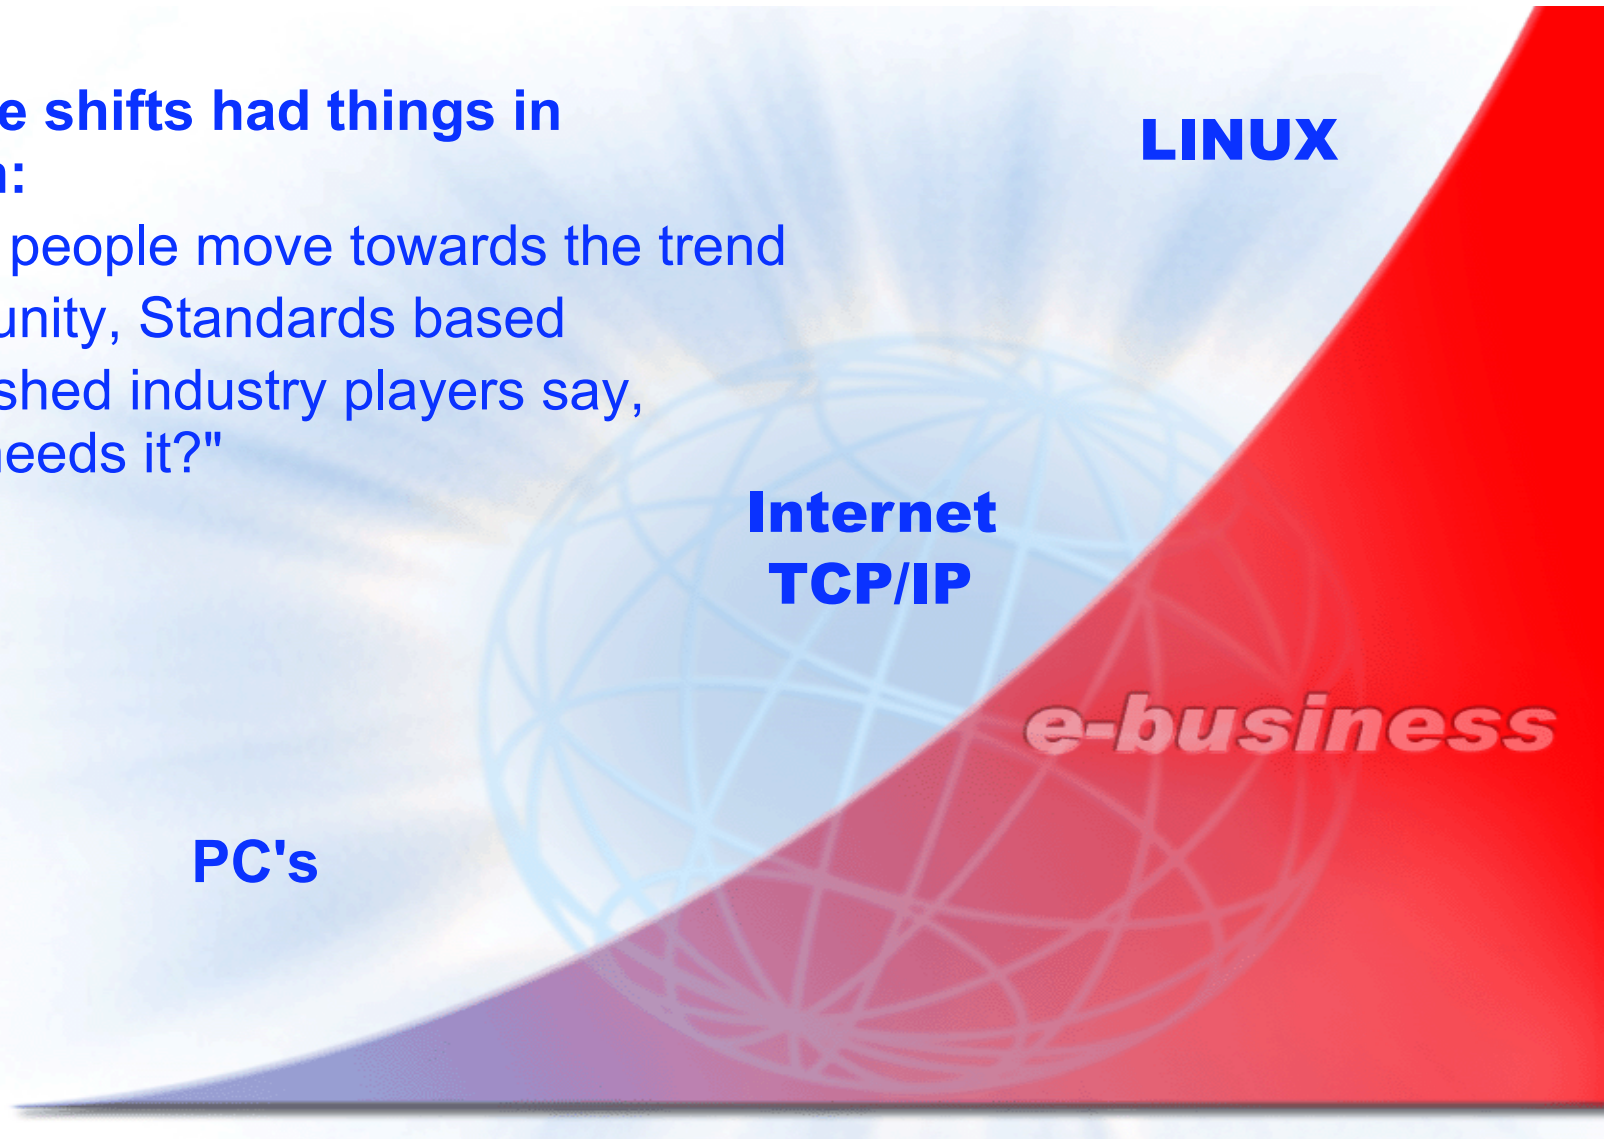 e shifts had things in
n:
people move towards the trend
unity, Standards based
shed industry players say,
needs it?"
LINUX
Internet
TCP/IP
e-business
PC's